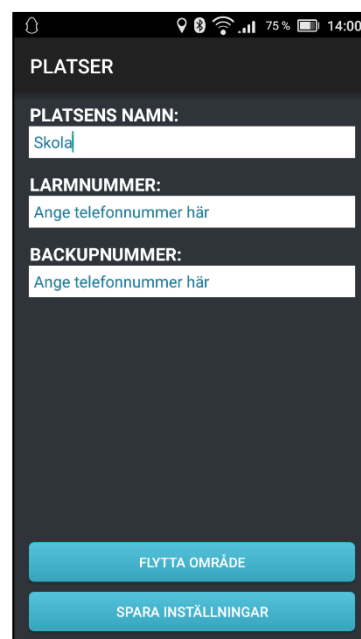 75 % 14:00
PLATSER
PLATSENS NAMN:
Skola
LARMNUMMER:
Ange telefonnummer här
BACKUPNUMMER:
Ange telefonnummer här
FLYTTA OMRÅDE
SPARA INSTÄLLNINGAR